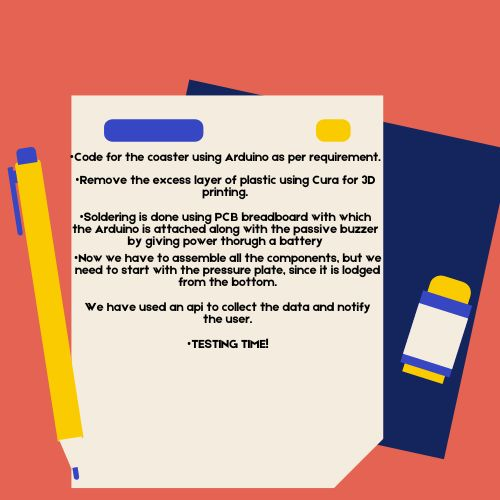 •Code for the coaster using Arduino as per requirement.
•Remove the excess layer of plastic using Cura for 3D
printing.
•Soldering is done using PCB breadboard with which
the Arduino is attached along with the passive buzzer
by giving power thorugh a battery
•Now we have to assemble all the components, but we
need to start with the pressure plate, since it is lodged
from the bottom.
We have used an api to collect the data and notify
the user.
•TESTING TIME!